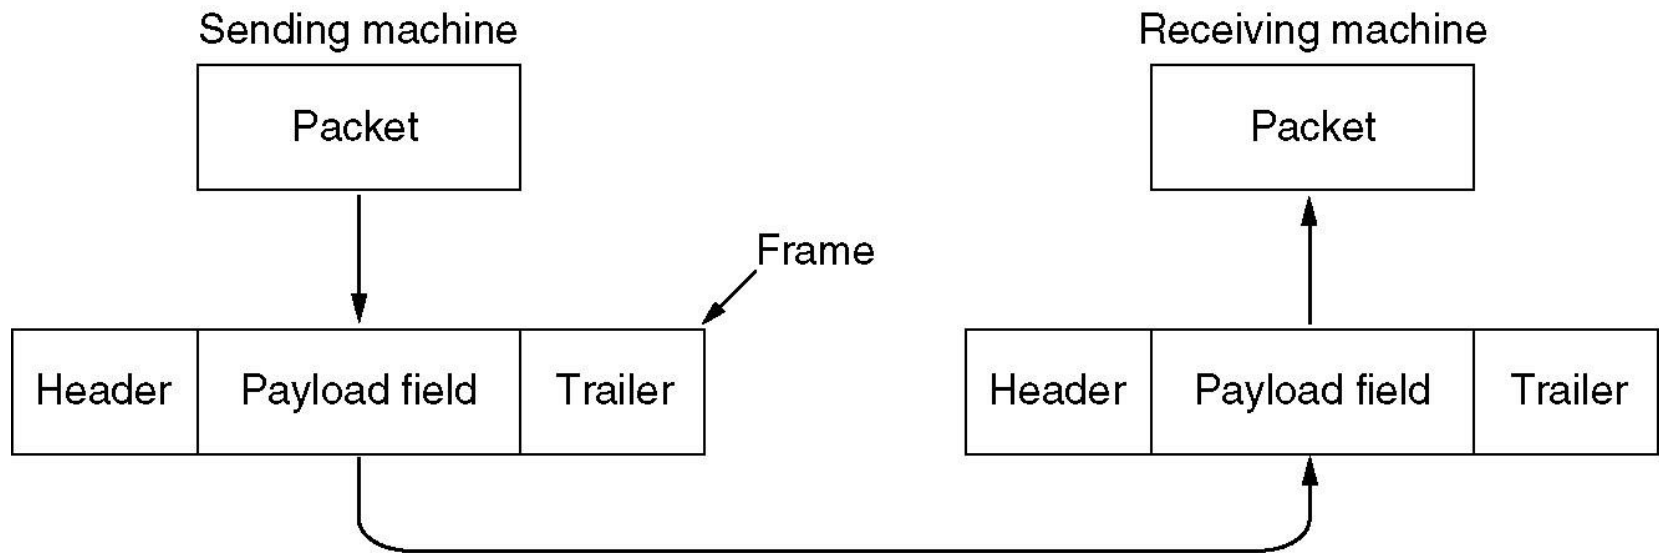 Sending machine
Receiving machine
Packet
Packet
Frame
Header
Payload field
Trailer
Header
Payload field
Trailer